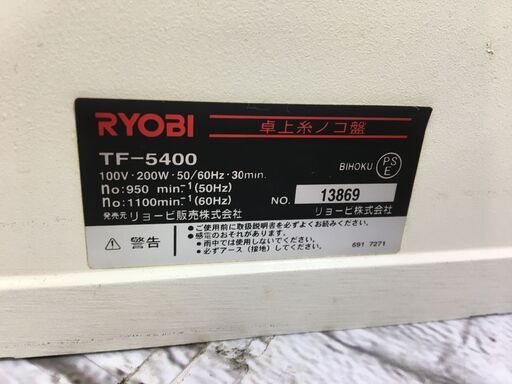 RYOBI 卓上糸ノコ盤
TF-5400
100V・200W・50/60Hz・30min.
BIHOKU PSE
no:950 min⁻¹(50Hz)
no:1100min⁻¹(60Hz)
NO. 13869
発売元 リョービ販売株式会社 リョービ株式会社
警告
●ご使用前に取扱説明書を必ずよくお読みください。
●感電のおそれがあります。
●雨中では使用しないでください。
●必ずアース(接地)してください。
691 7271